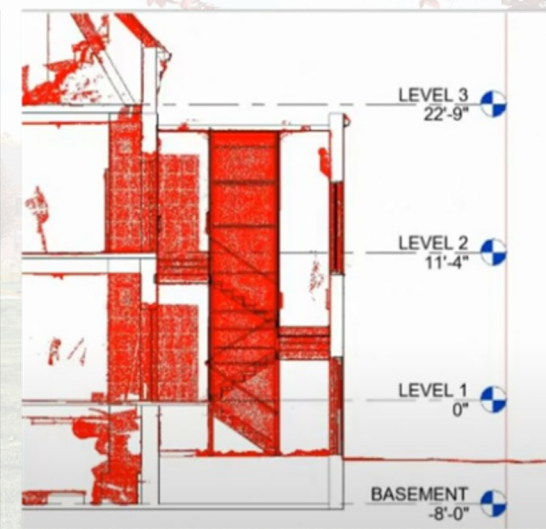 LEVEL 3
22'-9"
LEVEL 2
11'-4"
LEVEL 1
0"
BASEMENT
-8'-0"